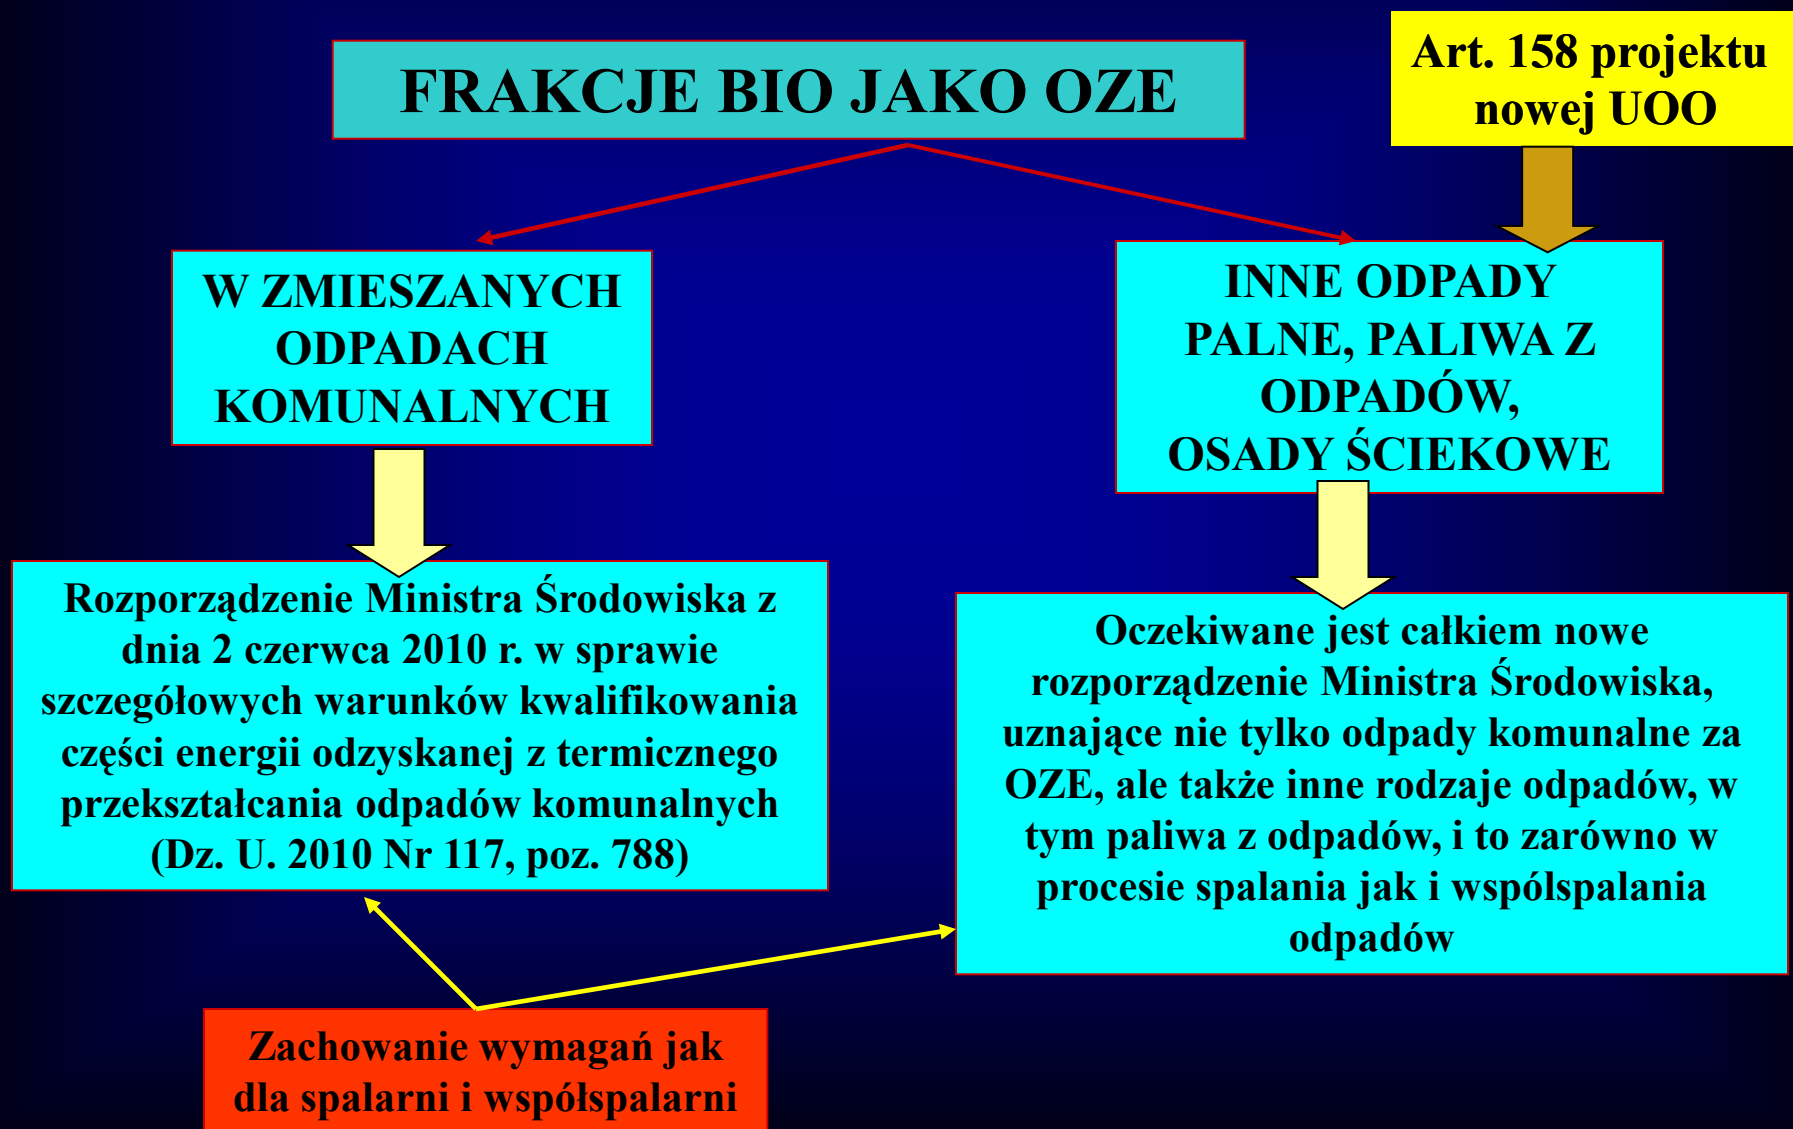 FRAKCJE BIO JAKO OZE
Art. 158 projektu
nowej UOO
W ZMIESZANYCH
ODPADACH
KOMUNALNYCH
INNE ODPADY
PALNE, PALIWA Z
ODPADÓW,
OSADY ŚCIEKOWE
Rozporządzenie Ministra Środowiska z
dnia 2 czerwca 2010 r. w sprawie
szczegółowych warunków kwalifikowania
części energii odzyskanej z termicznego
przekształcania odpadów komunalnych
(Dz. U. 2010 Nr 117, poz. 788)
Oczekiwane jest całkiem nowe
rozporządzenie Ministra Środowiska,
uznające nie tylko odpady komunalne za
OZE, ale także inne rodzaje odpadów, w
tym paliwa z odpadów, i to zarówno w
procesie spalania jak i wspólspalania
odpadów
Zachowanie wymagań jak
dla spalarni i współspalarni